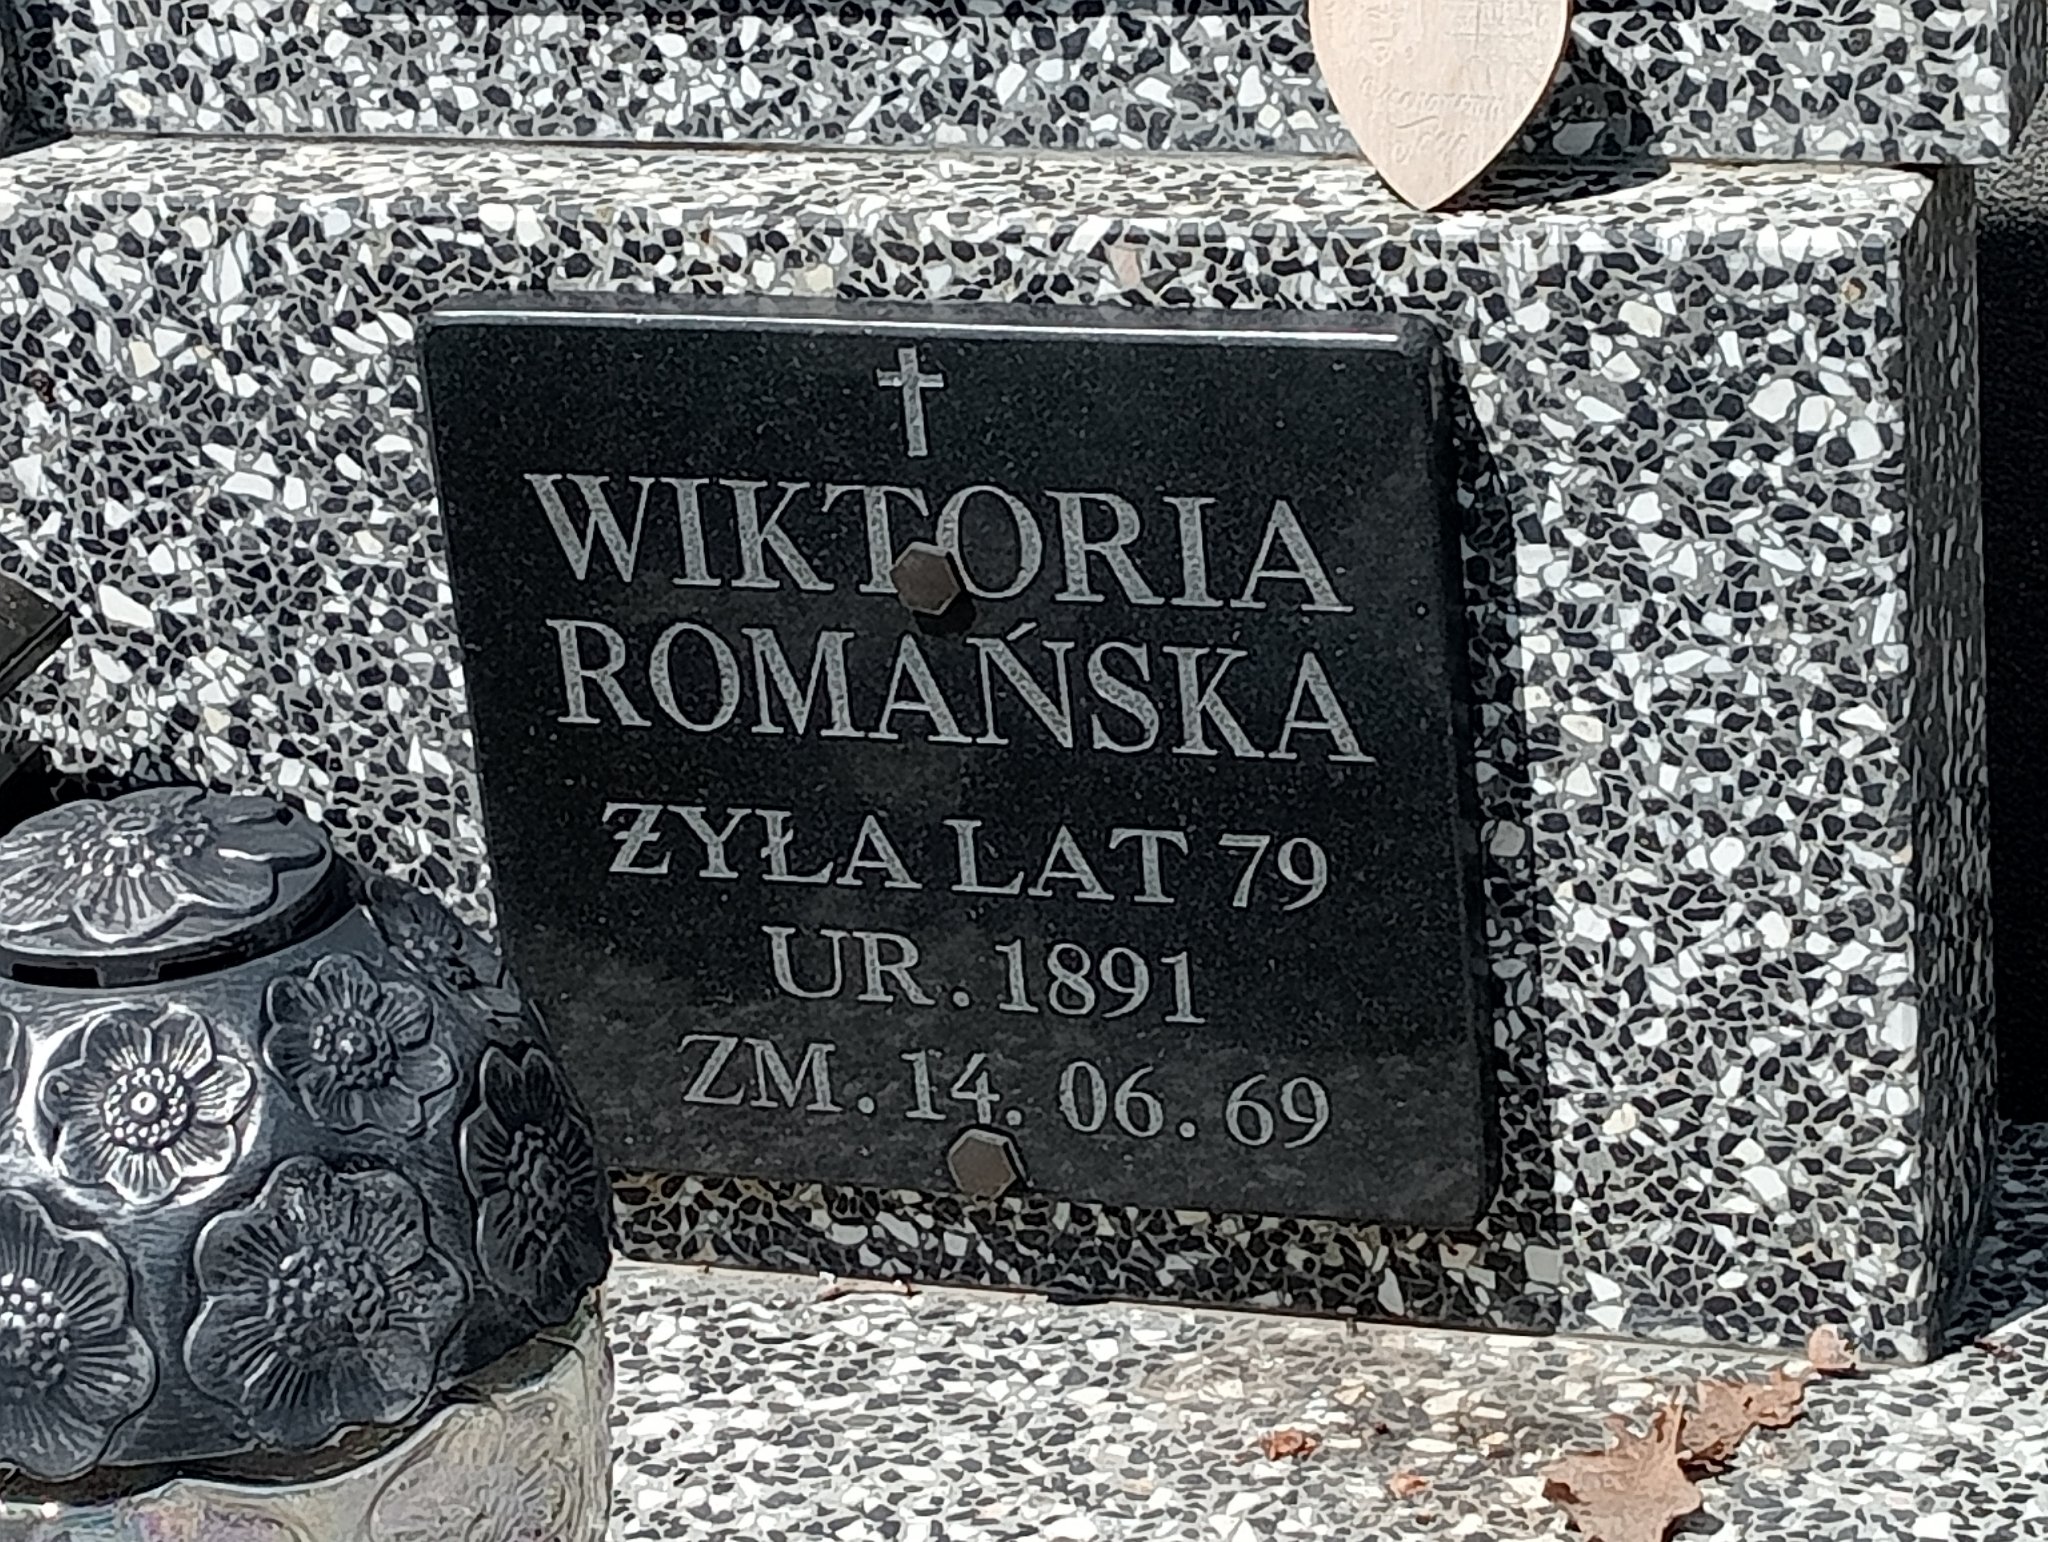 WIKTORIA
ROMAŃSKA
ŻYŁA LAT 79
UR. 1891
ZM. 14. 06. 69